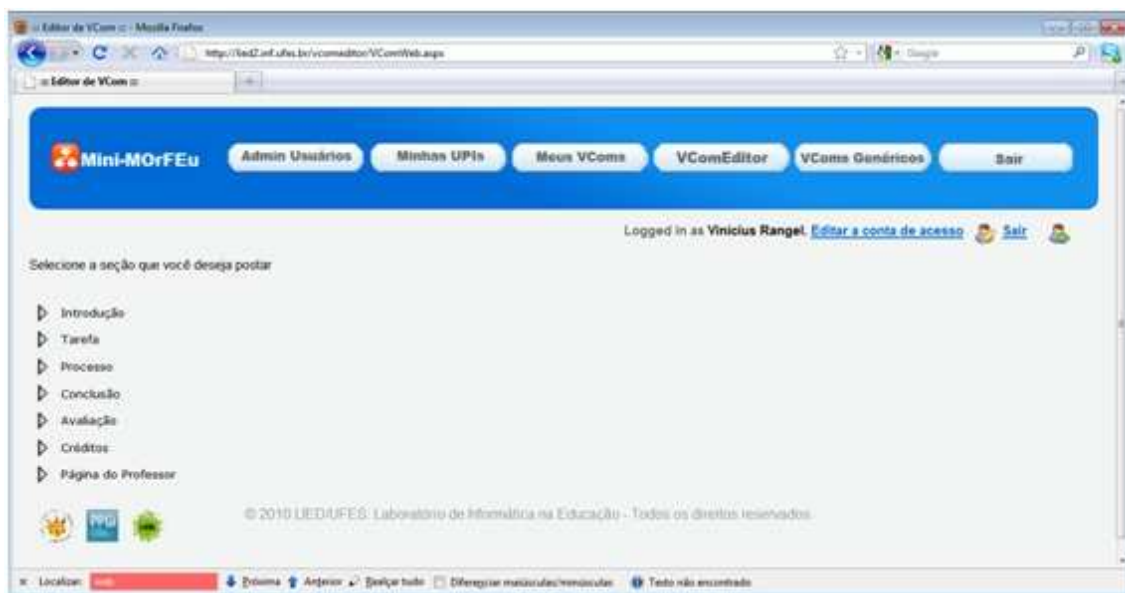 :: Editor de VCom :: - Mozilla Firefox
http://lied2.inf.ufes.br/vcomeditor/VComWeb.aspx
Google
:: Editor de VCom ::
Mini-MOrFEu
Admin Usuários
Minhas UPIs
Meus VComs
VComEditor
VComs Genéricos
Sair
Logged in as Vinicius Rangel. Editar a conta de acesso Sair
Selecione a seção que você deseja postar
Introdução
Tarefa
Processo
Conclusão
Avaliação
Créditos
Página do Professor
© 2010 LIED/UFES: Laboratório de Informática na Educação - Todos os direitos reservados
× Localizar: Próxima Anterior Realçar tudo Diferenciar maiúsculas/minúsculas Texto não encontrado